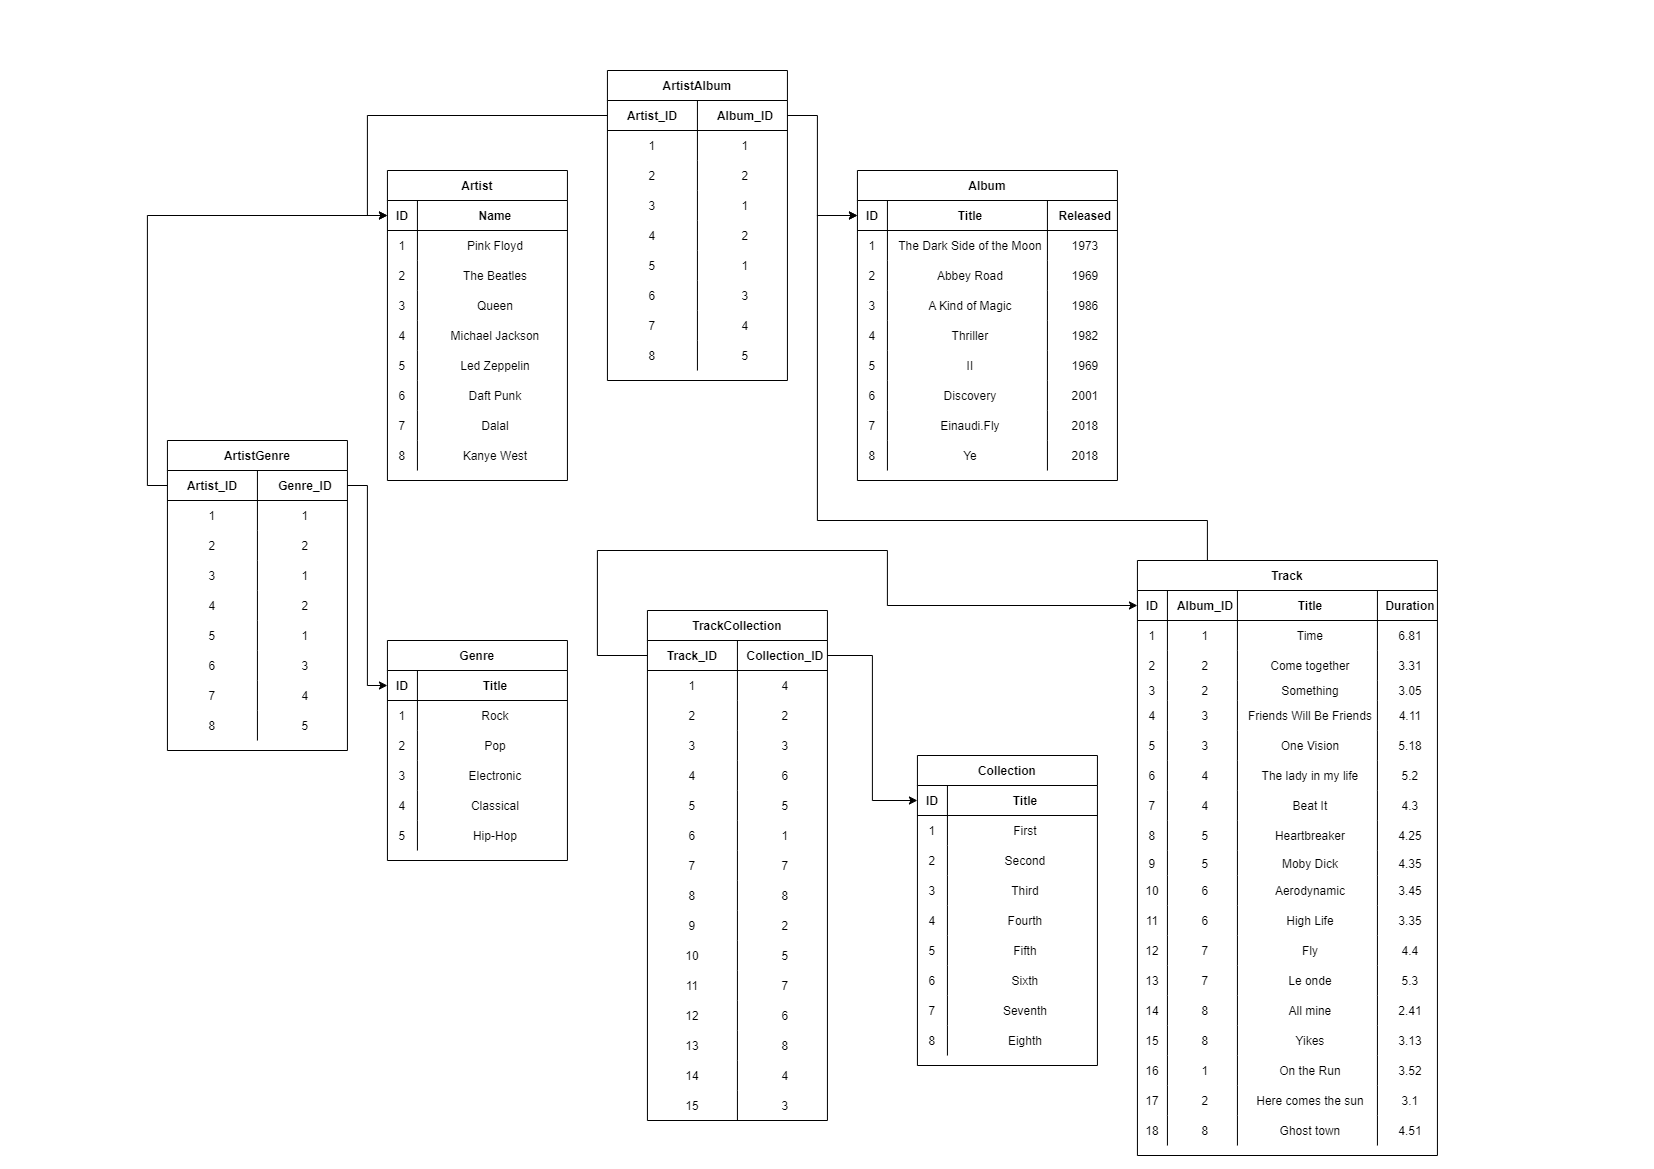 ArtistAlbum
Artist_ID Album_ID
1 1
2 2
3 1
4 2
5 1
6 3
7 4
8 5
Artist
ID Name
1 Pink Floyd
2 The Beatles
3 Queen
4 Michael Jackson
5 Led Zeppelin
6 Daft Punk
7 Dalal
8 Kanye West
Album
ID Title Released
1 The Dark Side of the Moon 1973
2 Abbey Road 1969
3 A Kind of Magic 1986
4 Thriller 1982
5 II 1969
6 Discovery 2001
7 Einaudi.Fly 2018
8 Ye 2018
ArtistGenre
Artist_ID Genre_ID
1 1
2 2
3 1
4 2
5 1
6 3
7 4
8 5
Genre
ID Title
1 Rock
2 Pop
3 Electronic
4 Classical
5 Hip-Hop
TrackCollection
Track_ID Collection_ID
1 4
2 2
3 3
4 6
5 5
6 1
7 7
8 8
9 2
10 5
11 7
12 6
13 8
14 4
15 3
Collection
ID Title
1 First
2 Second
3 Third
4 Fourth
5 Fifth
6 Sixth
7 Seventh
8 Eighth
Track
ID Album_ID Title Duration
1 1 Time 6.81
2 2 Come together 3.31
3 2 Something 3.05
4 3 Friends Will Be Friends 4.11
5 3 One Vision 5.18
6 4 The lady in my life 5.2
7 4 Beat It 4.3
8 5 Heartbreaker 4.25
9 5 Moby Dick 4.35
10 6 Aerodynamic 3.45
11 6 High Life 3.35
12 7 Fly 4.4
13 7 Le onde 5.3
14 8 All mine 2.41
15 8 Yikes 3.13
16 1 On the Run 3.52
17 2 Here comes the sun 3.1
18 8 Ghost town 4.51